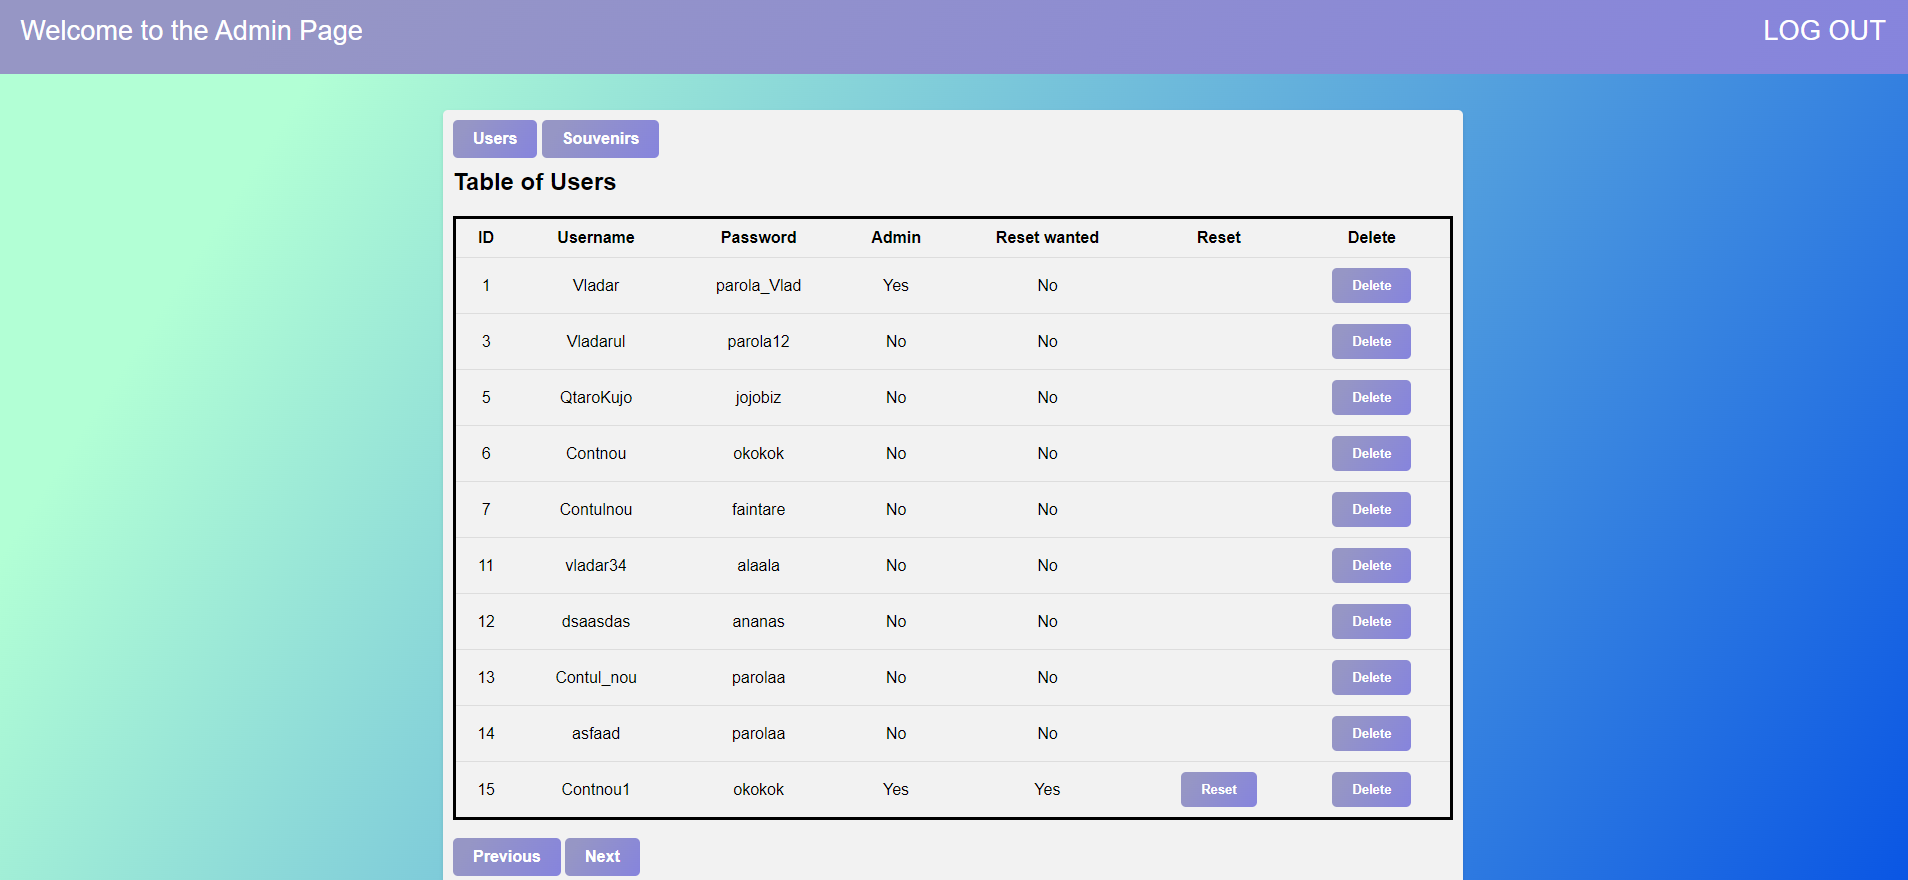 Welcome to the Admin Page LOG OUT
Users Souvenirs
Table of Users
ID Username Password Admin Reset wanted Reset Delete
1 Vladar parola_Vlad Yes No Delete
3 Vladarul parola12 No No Delete
5 QtaroKujo jojobiz No No Delete
6 Contnou okokok No No Delete
7 Contulnou faintare No No Delete
11 vladar34 alaala No No Delete
12 dsaasdas ananas No No Delete
13 Contul_nou parolaa No No Delete
14 asfaad parolaa No No Delete
15 Contnou1 okokok Yes Yes Reset Delete
Previous Next